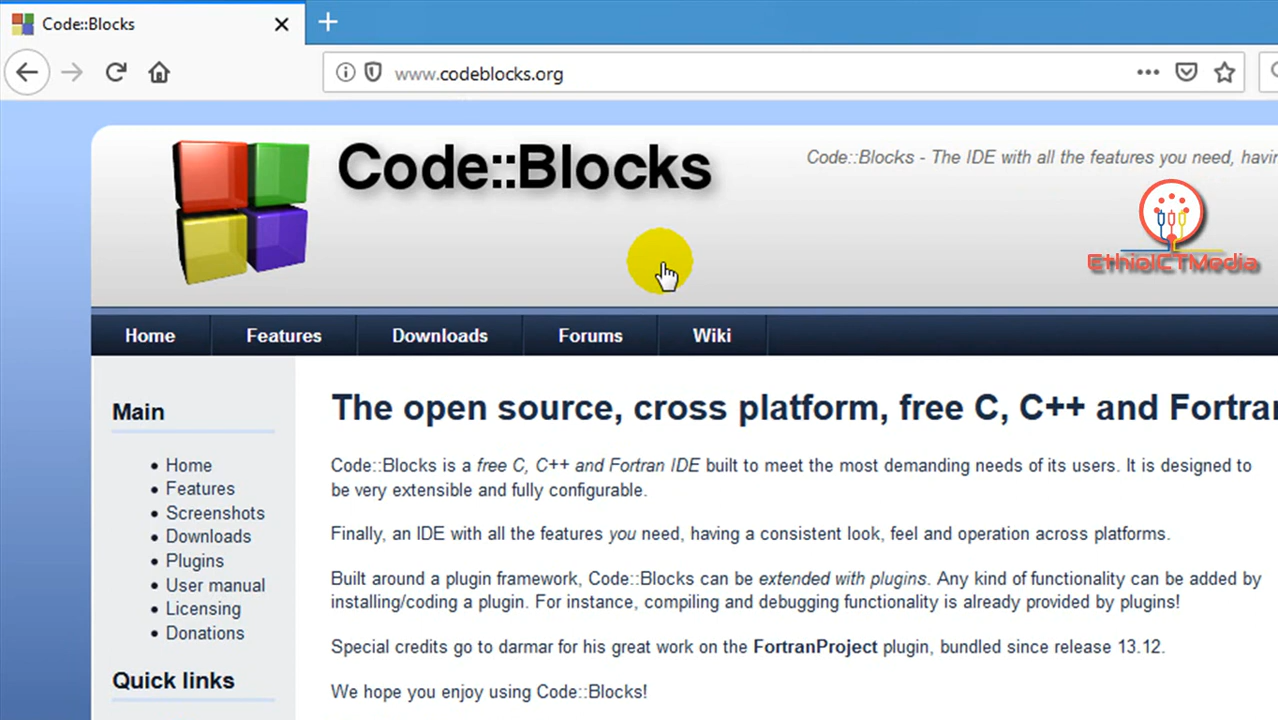 Code::Blocks
www.codeblocks.org
Code::Blocks
Code::Blocks - The IDE with all the features you need, havin
EthioICTMedia
Home Features Downloads Forums Wiki
Main
Home
Features
Screenshots
Downloads
Plugins
User manual
Licensing
Donations
Quick links
The open source, cross platform, free C, C++ and Fortran
Code::Blocks is a free C, C++ and Fortran IDE built to meet the most demanding needs of its users. It is designed to
be very extensible and fully configurable.
Finally, an IDE with all the features you need, having a consistent look, feel and operation across platforms.
Built around a plugin framework, Code::Blocks can be extended with plugins. Any kind of functionality can be added by
installing/coding a plugin. For instance, compiling and debugging functionality is already provided by plugins!
Special credits go to darmar for his great work on the FortranProject plugin, bundled since release 13.12.
We hope you enjoy using Code::Blocks!